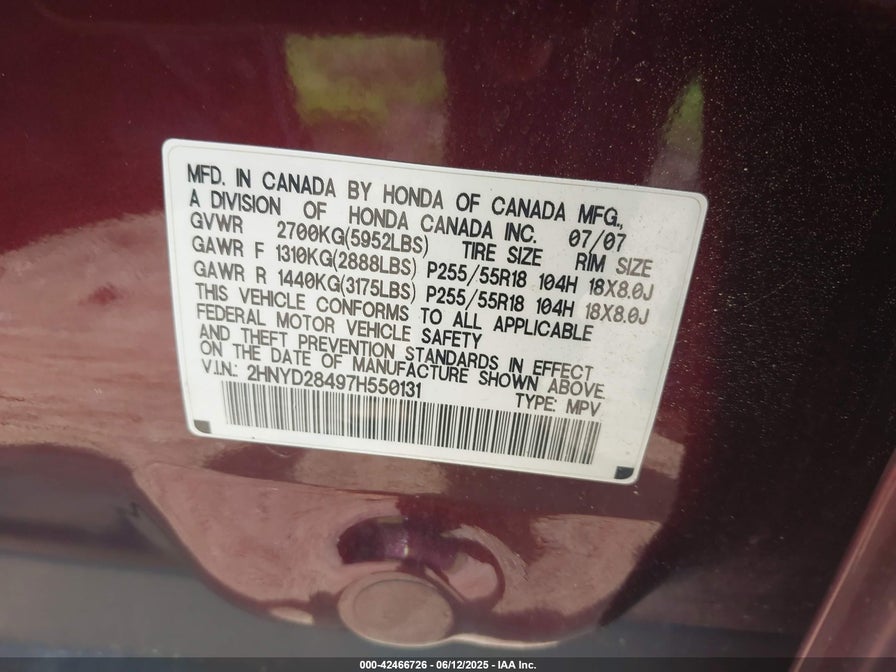 MFD. IN CANADA BY HONDA OF CANADA MFG.,
A DIVISION OF HONDA CANADA INC. 07/07
GVWR 2700KG(5952LBS) TIRE SIZE RIM SIZE
GAWR F 1310KG(2888LBS) P255/55R18 104H 18X8.0J
GAWR R 1440KG(3175LBS) P255/55R18 104H 18X8.0J
THIS VEHICLE CONFORMS TO ALL APPLICABLE
FEDERAL MOTOR VEHICLE SAFETY
AND THEFT PREVENTION STANDARDS IN EFFECT
ON THE DATE OF MANUFACTURE SHOWN ABOVE.
V.I.N.: 2HNYD28497H550131 TYPE: MPV
000-42466726 - 06/12/2025 - IAA Inc.